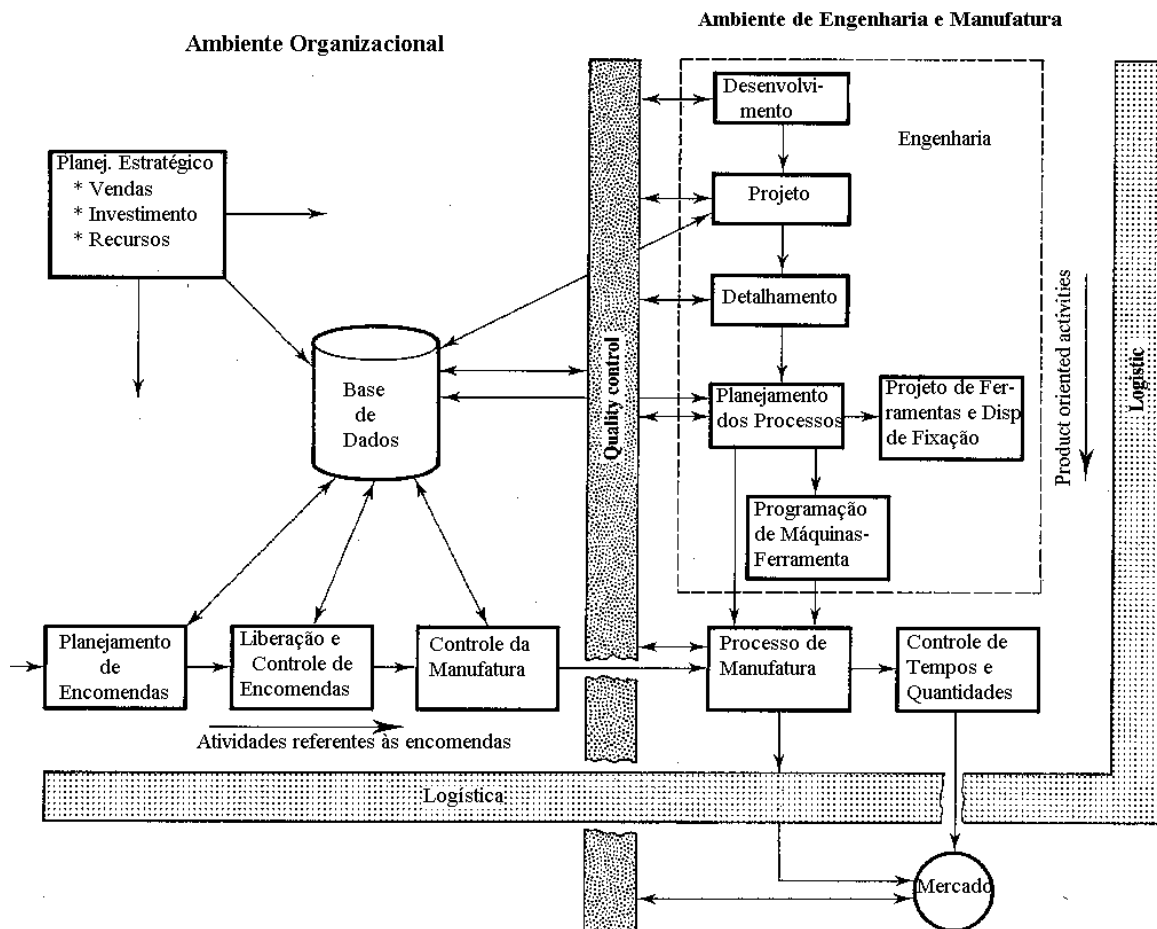 Ambiente Organizacional
Ambiente de Engenharia e Manufatura
Planej. Estratégico
* Vendas
* Investimento
* Recursos
Base
de
Dados
Quality control
Desenvolvi-
mento
Engenharia
Projeto
Detalhamento
Planejamento
dos Processos
Projeto de Fer-
ramentas e Disp
de Fixação
Programação
de Máquinas-
Ferramenta
Product oriented activities
Logistic
Planejamento
de
Encomendas
Liberação e
Controle de
Encomendas
Controle da
Manufatura
Processo de
Manufatura
Controle de
Tempos e
Quantidades
Atividades referentes às encomendas
Logística
Mercado